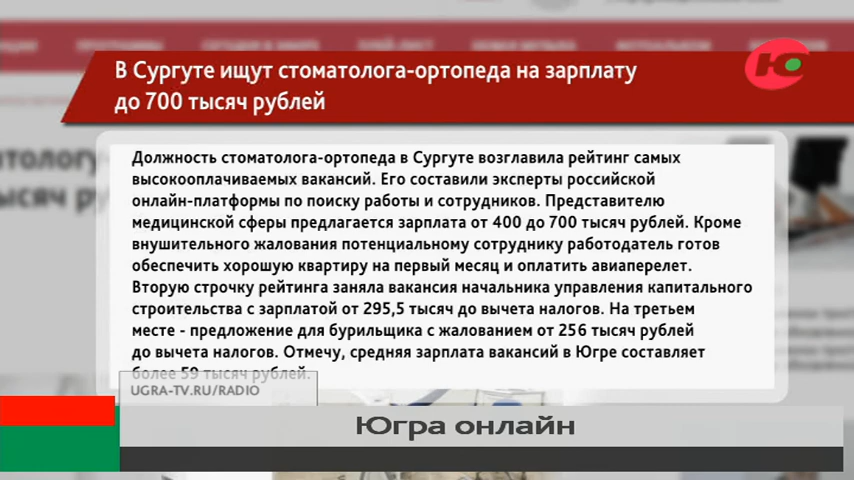 В Сургуте ищут стоматолога-ортопеда на зарплату
до 700 тысяч рублей
Ю
Должность стоматолога-ортопеда в Сургуте возглавила рейтинг самых
высокооплачиваемых вакансий. Его составили эксперты российской
онлайн-платформы по поиску работы и сотрудников. Представителю
медицинской сферы предлагается зарплата от 400 до 700 тысяч рублей. Кроме
внушительного жалования потенциальному сотруднику работодатель готов
обеспечить хорошую квартиру на первый месяц и оплатить авиаперелет.
Вторую строчку рейтинга заняла вакансия начальника управления капитального
строительства с зарплатой от 295,5 тысяч до вычета налогов. На третьем
месте - предложение для бурильщика с жалованием от 256 тысяч рублей
до вычета налогов. Отмечу, средняя зарплата вакансий в Югре составляет
более 59 тысяч рублей.
UGRA-TV.RU/RADIO
Югра онлайн